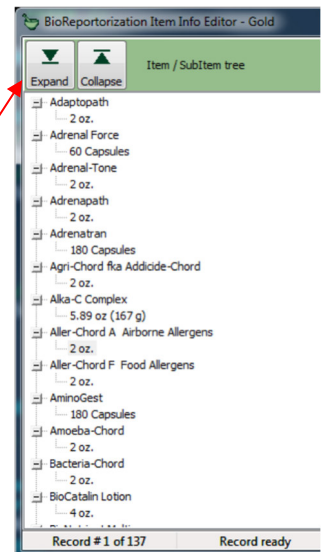 BioReportorization Item Info Editor - Gold
Expand Collapse Item / SubItem tree
Adaptopath
2 oz.
Adrenal Force
60 Capsules
Adrenal-Tone
2 oz.
Adrenapath
2 oz.
Adrenatran
180 Capsules
Agri-Chord fka Addicide-Chord
2 oz.
Alka-C Complex
5.89 oz (167 g)
Aller-Chord A Airborne Allergens
2 oz.
Aller-Chord F Food Allergens
2 oz.
AminoGest
180 Capsules
Amoeba-Chord
2 oz.
Bacteria-Chord
2 oz.
BioCatalin Lotion
4 oz.
Record # 1 of 137 Record ready